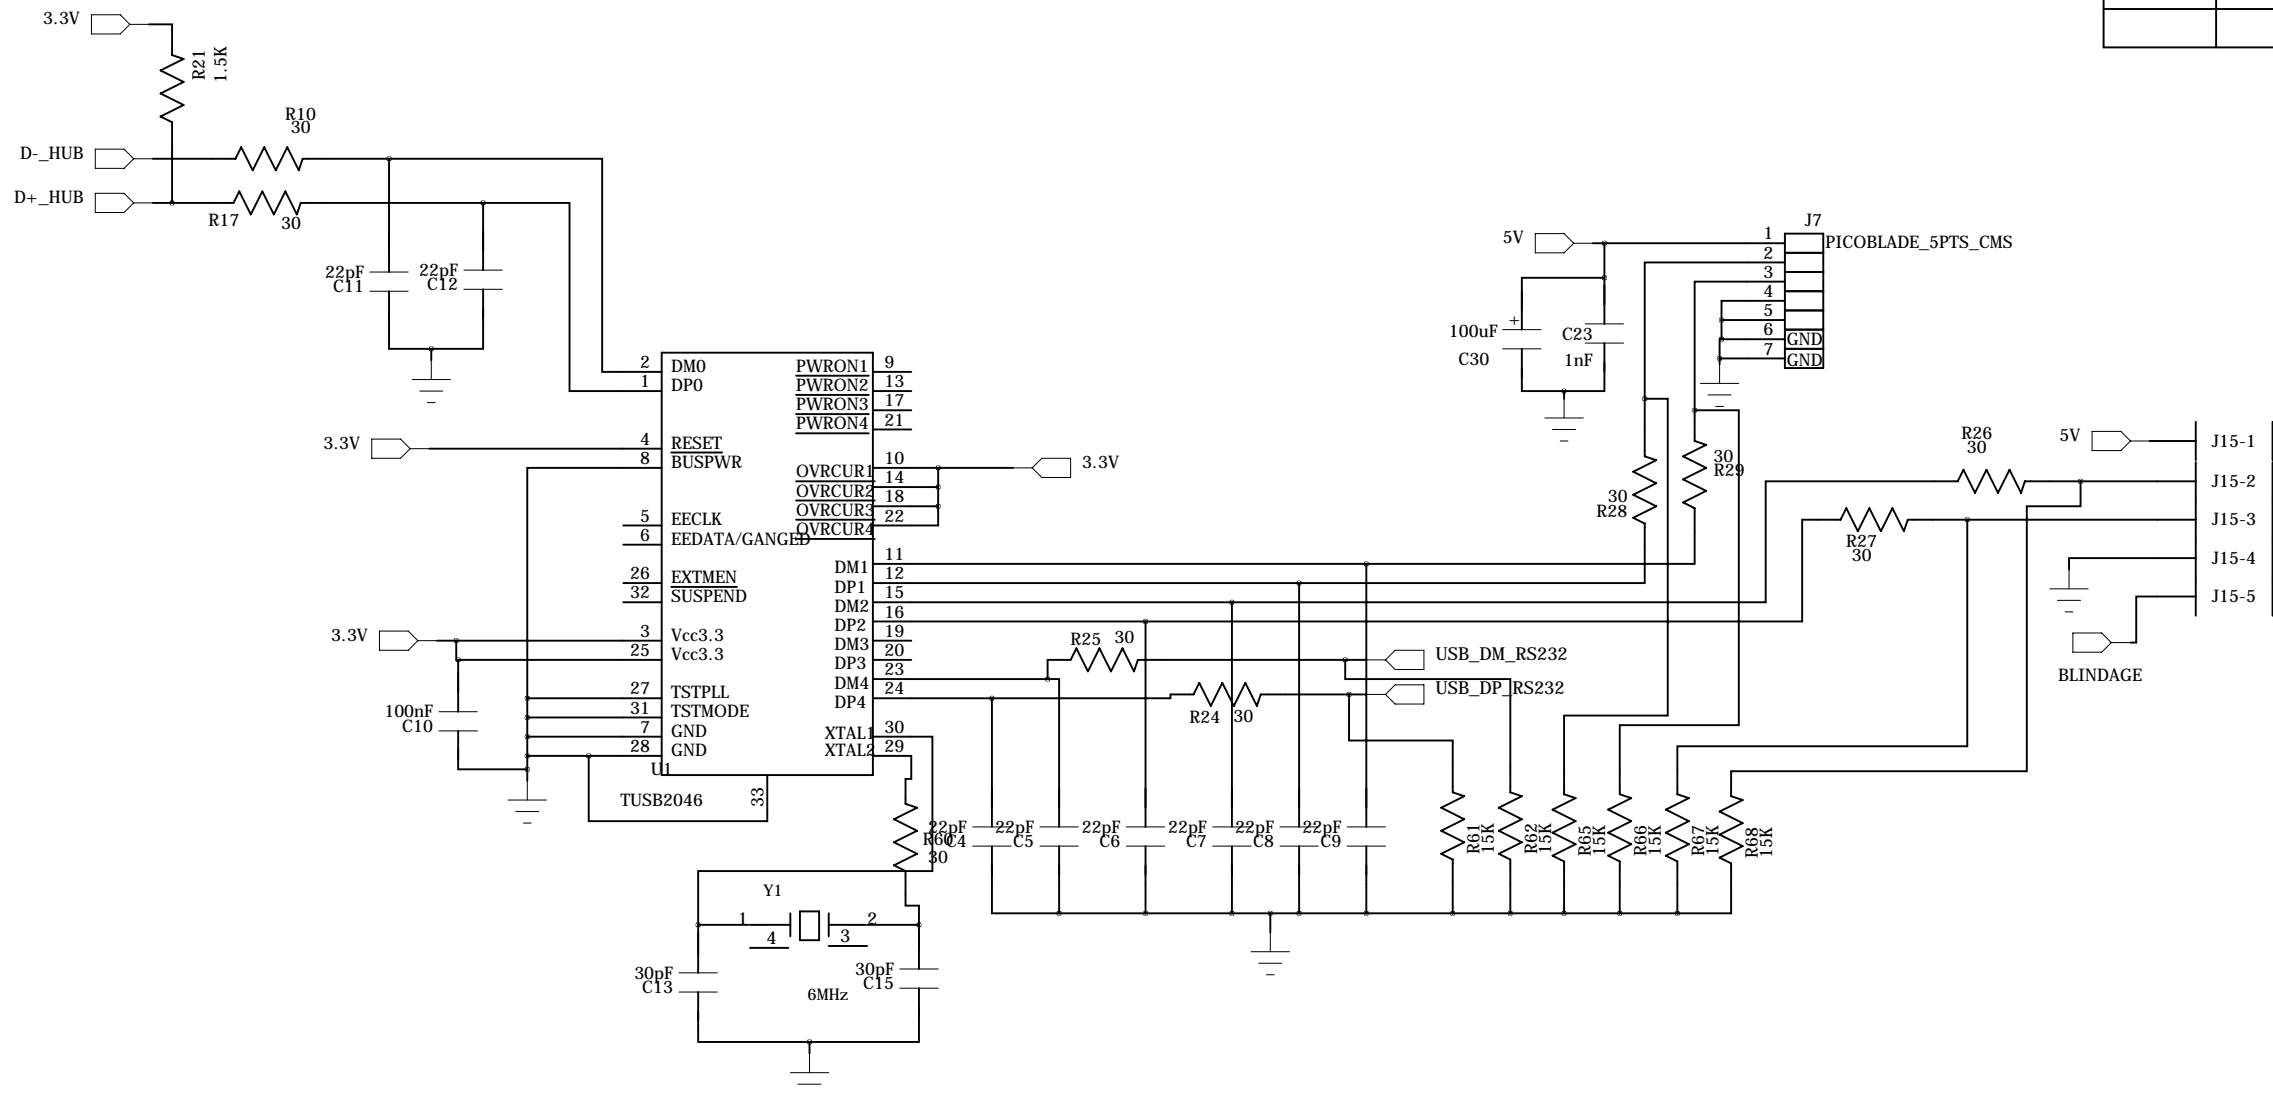 3.3V
R21
1.5K
R10
30
D-_HUB
D+_HUB
R17
30
22pF
C11
22pF
C12
2
DM0
1
DP0
3.3V
4
RESET
8
BUSPWR
5
EECLK
6
EEDATA/GANGED
26
EXTMEN
32
SUSPEND
3.3V
3
Vcc3.3
25
Vcc3.3
27
TSTPLL
31
TSTMODE
7
GND
28
GND
100nF
C10
U1
TUSB2046
33
PWRON1
9
PWRON2
13
PWRON3
17
PWRON4
21
OVRCUR1
10
OVRCUR2
14
OVRCUR3
18
OVRCUR4
22
3.3V
DM1
11
DP1
12
DM2
15
DP2
16
DM3
19
DP3
20
DM4
23
DP4
24
XTAL1
30
XTAL2
29
R25
30
USB_DM_RS232
R24
30
USB_DP_RS232
R60
30
22pF
C4
22pF
C5
22pF
C6
22pF
C7
22pF
C8
22pF
C9
R61
15K
R62
15K
R65
15K
R66
15K
R67
15K
R68
15K
Y1
1
2
4
3
30pF
C13
30pF
C15
6MHz
5V
100uF
+
C30
C23
1nF
J7
PICOBLADE_5PTS_CMS
1
2
3
4
5
6
GND
7
GND
30
R28
30
R29
R26
30
R27
30
5V
J15-1
J15-2
J15-3
J15-4
J15-5
BLINDAGE